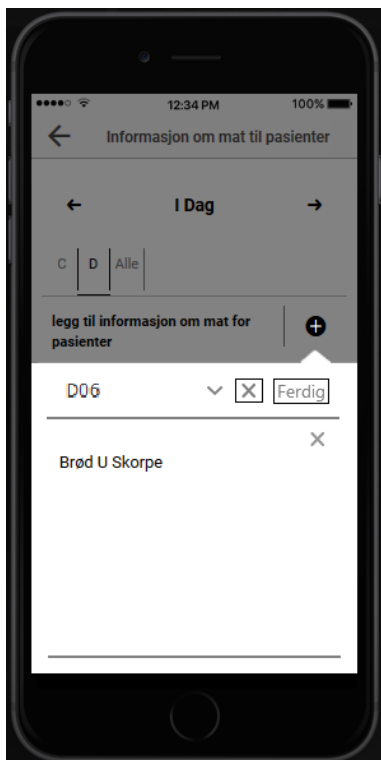 12:34 PM
100%
Informasjon om mat til pasienter
I Dag
C D Alle
legg til informasjon om mat for
pasienter
D06
Ferdig
Brød U Skorpe